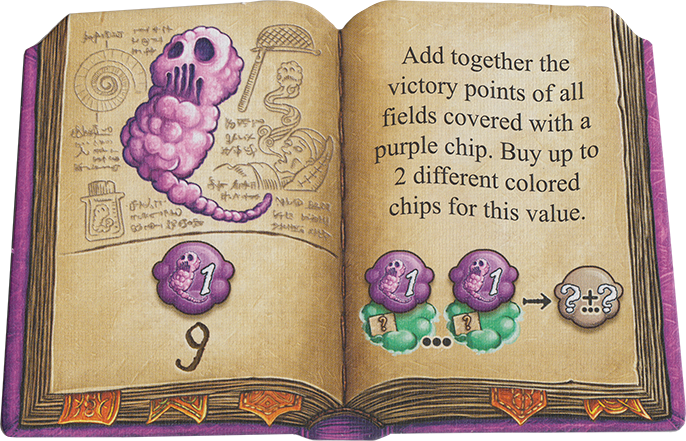 1
9
Add together the
victory points of all
fields covered with a
purple chip. Buy up to
2 different colored
chips for this value.
1 1 ?+?
...
? ?
...